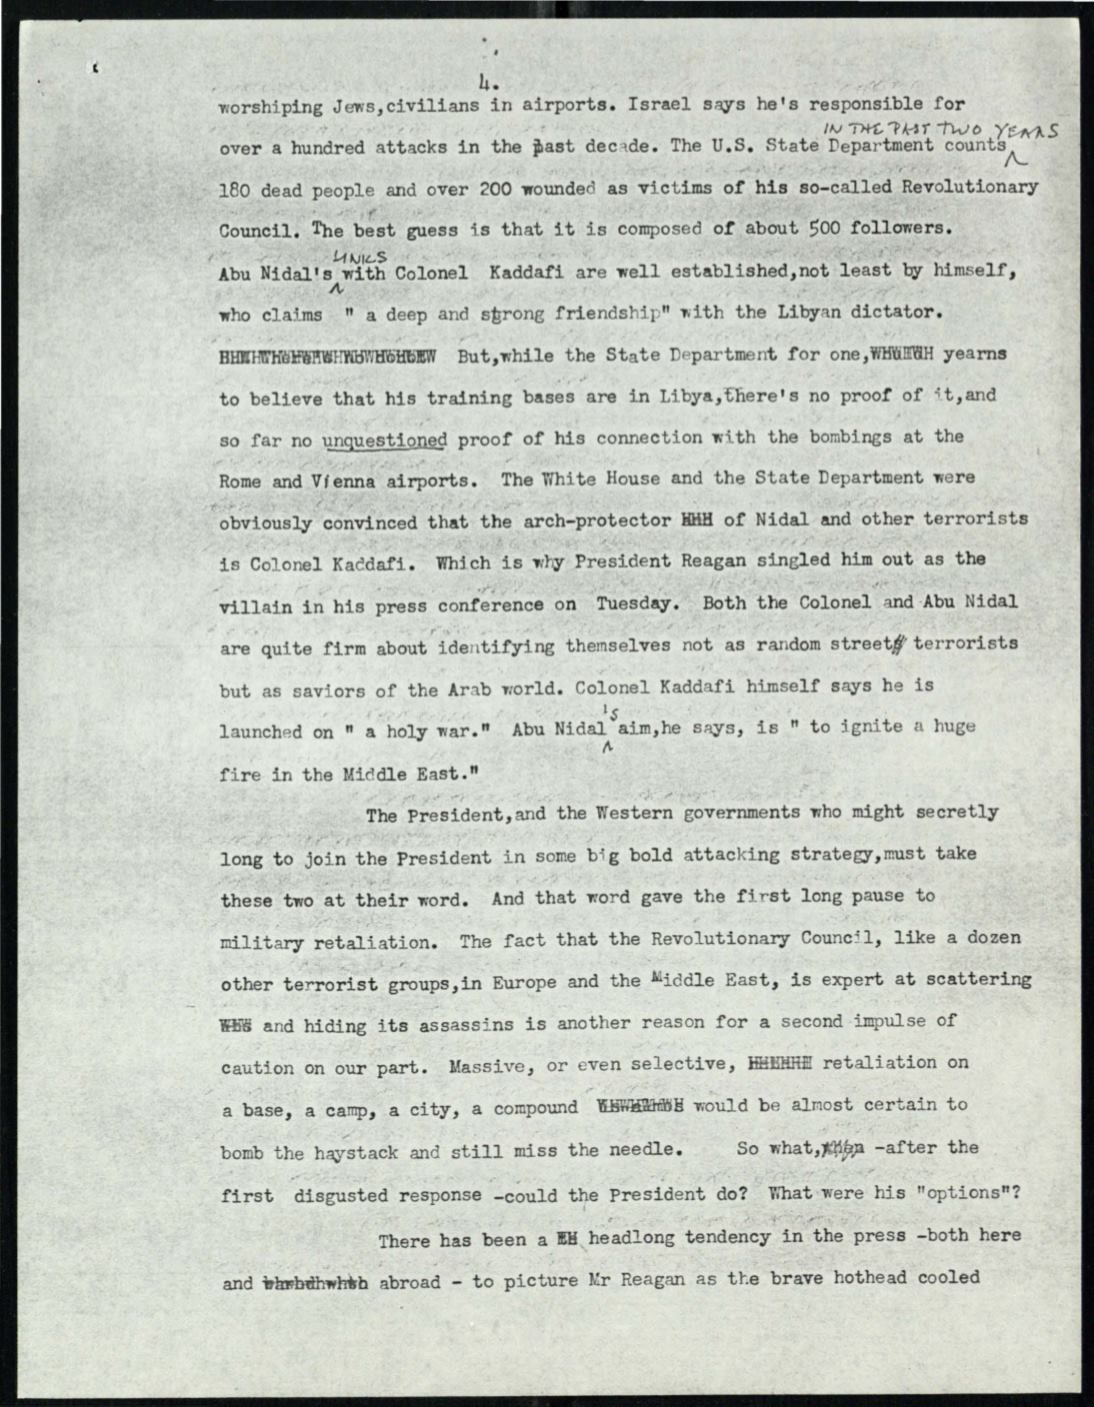 4.
worshiping Jews,civilians in airports. Israel says he's responsible for
IN THE PAST TWO YEARS
over a hundred attacks in the past decade. The U.S. State Department counts
180 dead people and over 200 wounded as victims of his so-called Revolutionary
Council. The best guess is that it is composed of about 500 followers.
LINKS
Abu Nidal's with Colonel Kaddafi are well established,not least by himself,
who claims " a deep and strong friendship" with the Libyan dictator.
But,while the State Department for one, yearns
to believe that his training bases are in Libya,there's no proof of it,and
so far no unquestioned proof of his connection with the bombings at the
Rome and Vienna airports. The White House and the State Department were
obviously convinced that the arch-protector of Nidal and other terrorists
is Colonel Kaddafi. Which is why President Reagan singled him out as the
villain in his press conference on Tuesday. Both the Colonel and Abu Nidal
are quite firm about identifying themselves not as random street terrorists
but as saviors of the Arab world. Colonel Kaddafi himself says he is
's
launched on " a holy war." Abu Nidal aim,he says, is " to ignite a huge
fire in the Middle East."
The President,and the Western governments who might secretly
long to join the President in some big bold attacking strategy,must take
these two at their word. And that word gave the first long pause to
military retaliation. The fact that the Revolutionary Council, like a dozen
other terrorist groups,in Europe and the Middle East, is expert at scattering
and hiding its assassins is another reason for a second impulse of
caution on our part. Massive, or even selective, retaliation on
a base, a camp, a city, a compound would be almost certain to
bomb the haystack and still miss the needle. So what,then -after the
first disgusted response -could the President do? What were his "options"?
There has been a headlong tendency in the press -both here
and abroad - to picture Mr Reagan as the brave hothead cooled